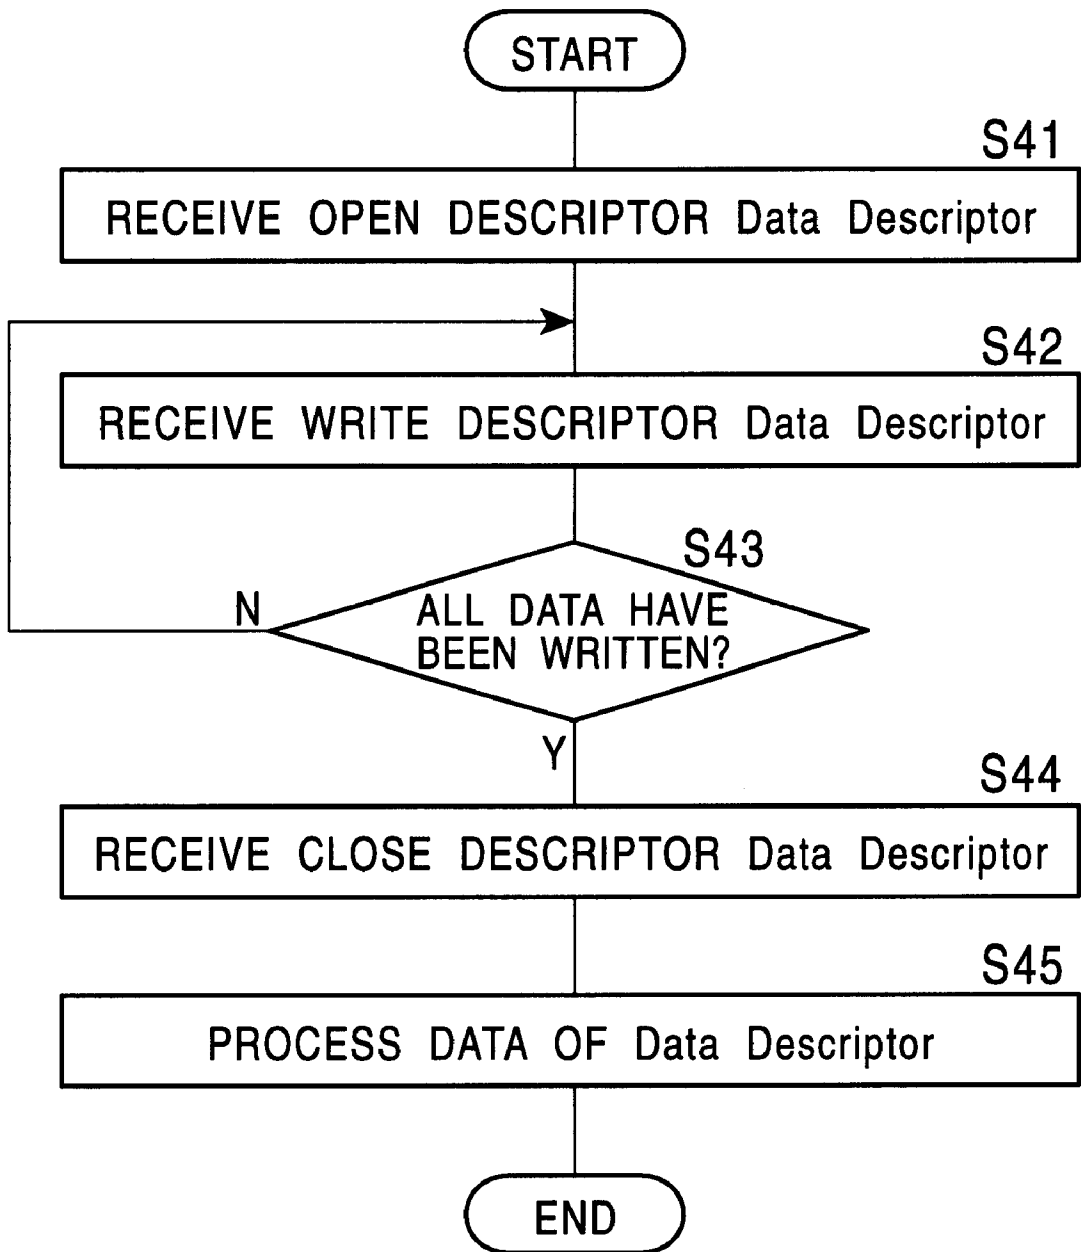 START
S41
RECEIVE OPEN DESCRIPTOR Data Descriptor
S42
RECEIVE WRITE DESCRIPTOR Data Descriptor
S43
N
ALL DATA HAVE
BEEN WRITTEN?
Y
S44
RECEIVE CLOSE DESCRIPTOR Data Descriptor
S45
PROCESS DATA OF Data Descriptor
END